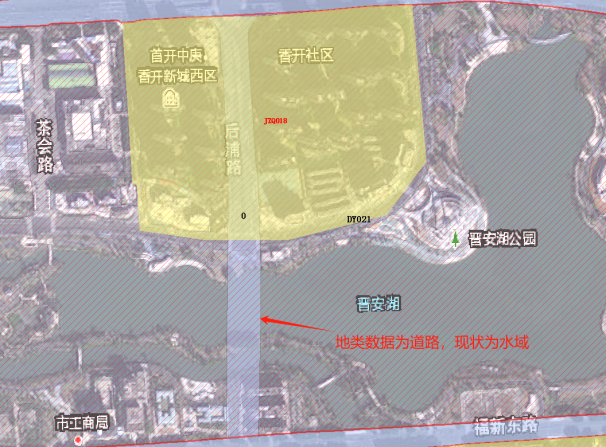 首开中庚
香开新城西区
香开社区
茶会路
后浦路
JZQ018
0
DY021
晋安湖公园
晋安湖
地类数据为道路，现状为水域
市工商局
福新东路